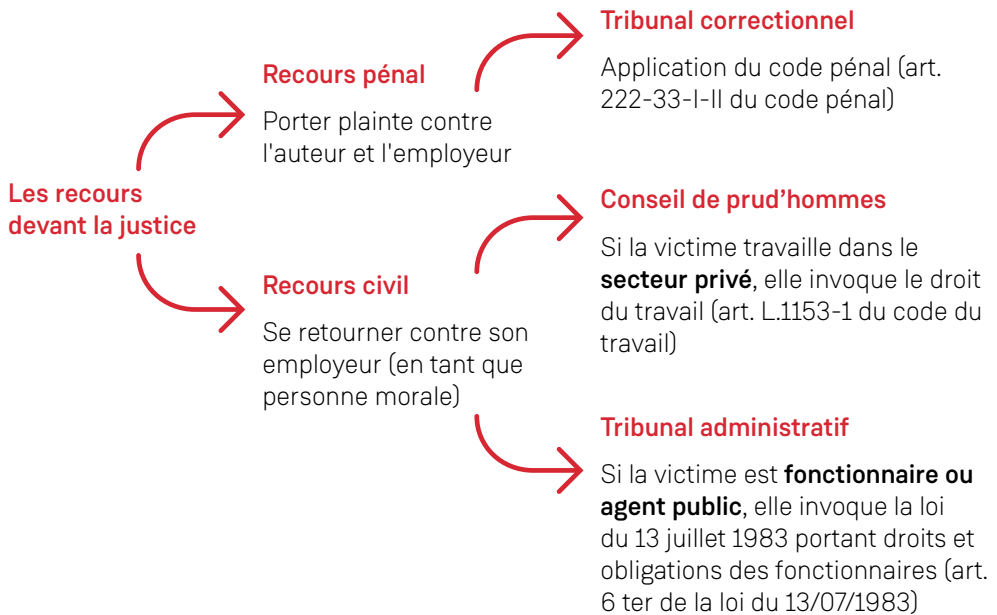 Les recours
devant la justice
Recours pénal
Porter plainte contre
l'auteur et l'employeur
Tribunal correctionnel
Application du code pénal (art.
222-33-I-II du code pénal)
Recours civil
Se retourner contre son
employeur (en tant que
personne morale)
Conseil de prud’hommes
Si la victime travaille dans le
secteur privé, elle invoque le droit
du travail (art. L.1153-1 du code du
travail)
Tribunal administratif
Si la victime est fonctionnaire ou
agent public, elle invoque la loi
du 13 juillet 1983 portant droits et
obligations des fonctionnaires (art.
6 ter de la loi du 13/07/1983)